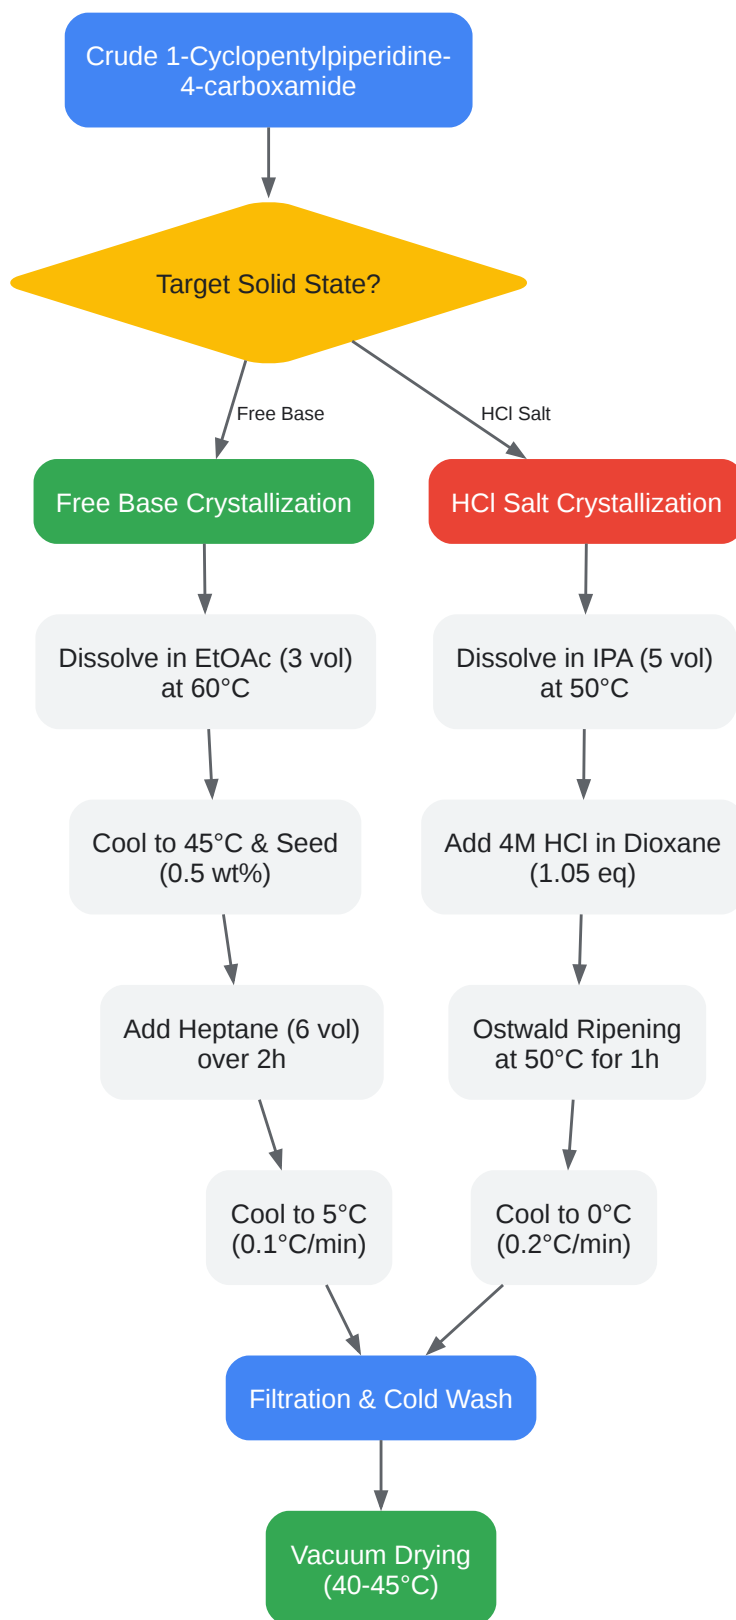 Crude 1-Cyclopentylpiperidine-
4-carboxamide
Target Solid State?
Free Base
HCl Salt
Free Base Crystallization
HCl Salt Crystallization
Dissolve in EtOAc (3 vol)
at 60°C
Dissolve in IPA (5 vol)
at 50°C
Cool to 45°C & Seed
(0.5 wt%)
Add 4M HCl in Dioxane
(1.05 eq)
Add Heptane (6 vol)
over 2h
Ostwald Ripening
at 50°C for 1h
Cool to 5°C
(0.1°C/min)
Cool to 0°C
(0.2°C/min)
Filtration & Cold Wash
Vacuum Drying
(40-45°C)